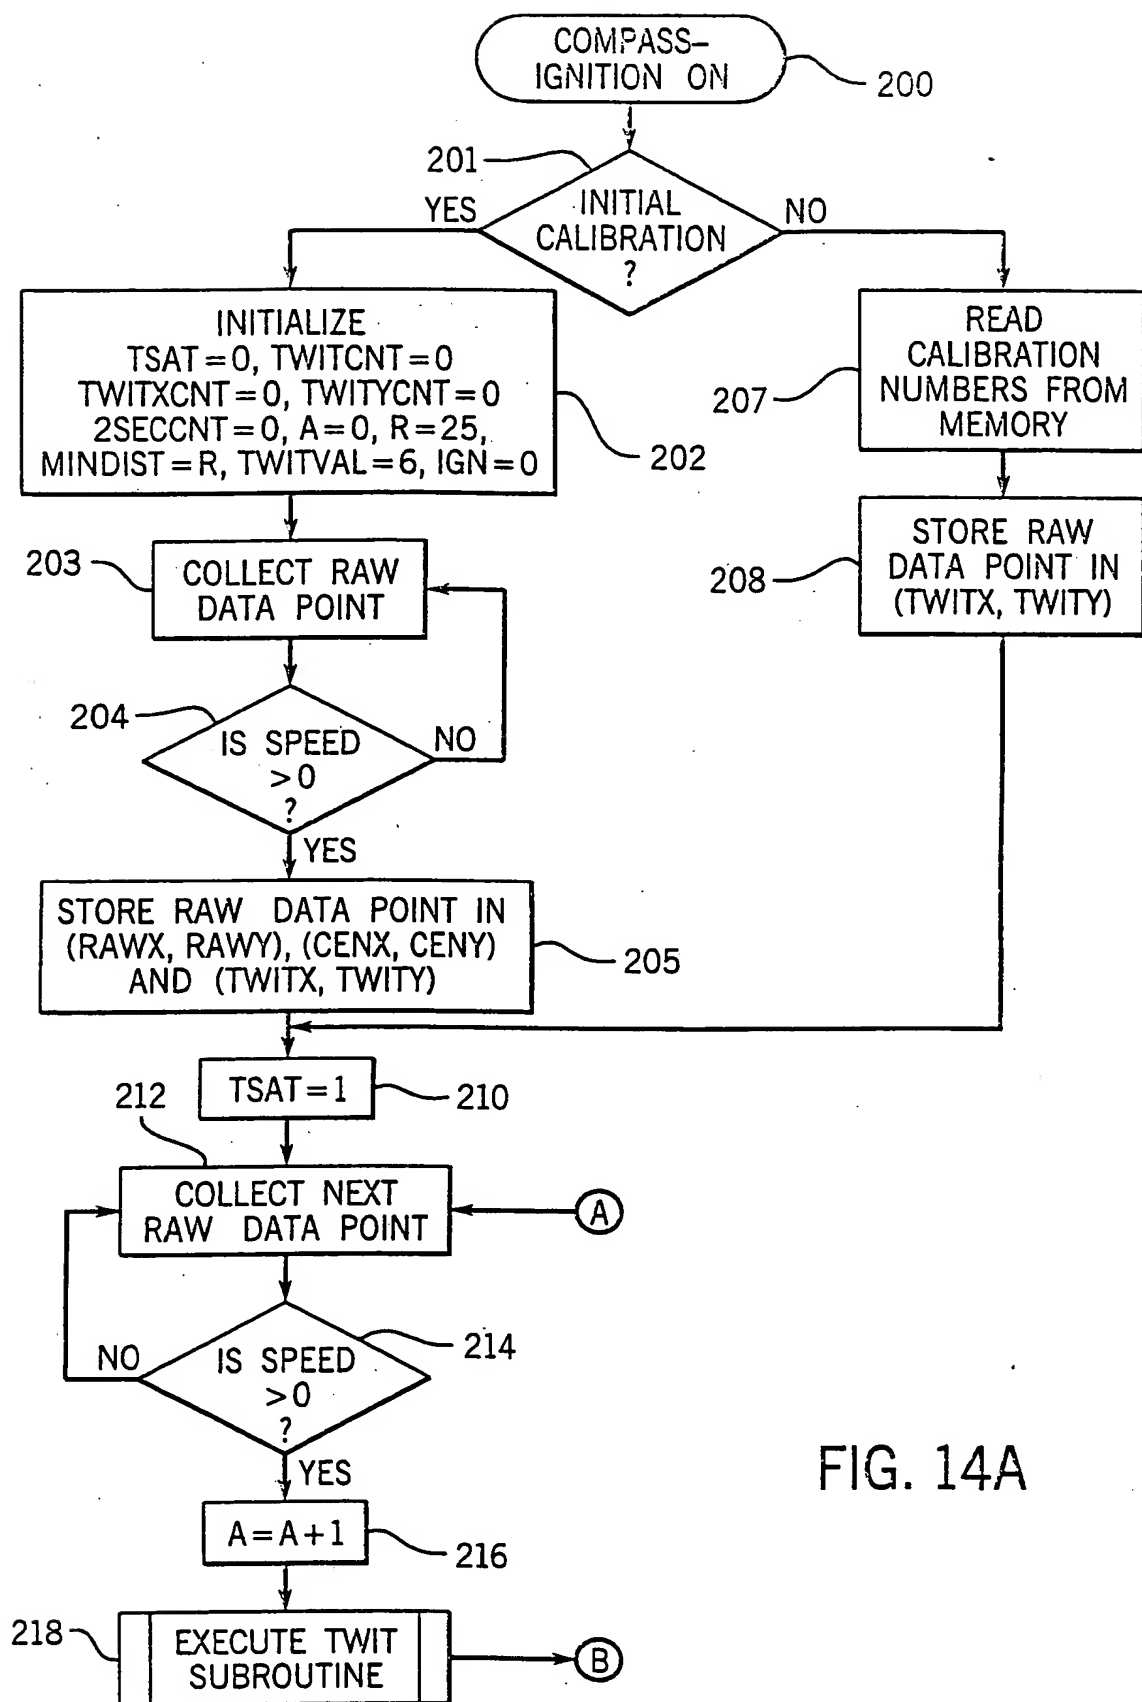 COMPASS-
IGNITION ON
200
201
INITIAL
CALIBRATION
?
YES
NO
INITIALIZE
TSAT=0, TWITCNT=0
TWITXCNT=0, TWITYCNT=0
2SECCNT=0, A=0, R=25,
MINDIST=R, TWITVAL=6, IGN=0
202
READ
CALIBRATION
NUMBERS FROM
MEMORY
207
203
COLLECT RAW
DATA POINT
STORE RAW
DATA POINT IN
(TWITX, TWITY)
208
204
IS SPEED
>0
?
NO
YES
STORE RAW DATA POINT IN
(RAWX, RAWY), (CENX, CENY)
AND (TWITX, TWITY)
205
TSAT=1
210
212
COLLECT NEXT
RAW DATA POINT
A
IS SPEED
>0
?
214
NO
YES
A=A+1
216
218
EXECUTE TWIT
SUBROUTINE
B
FIG. 14A